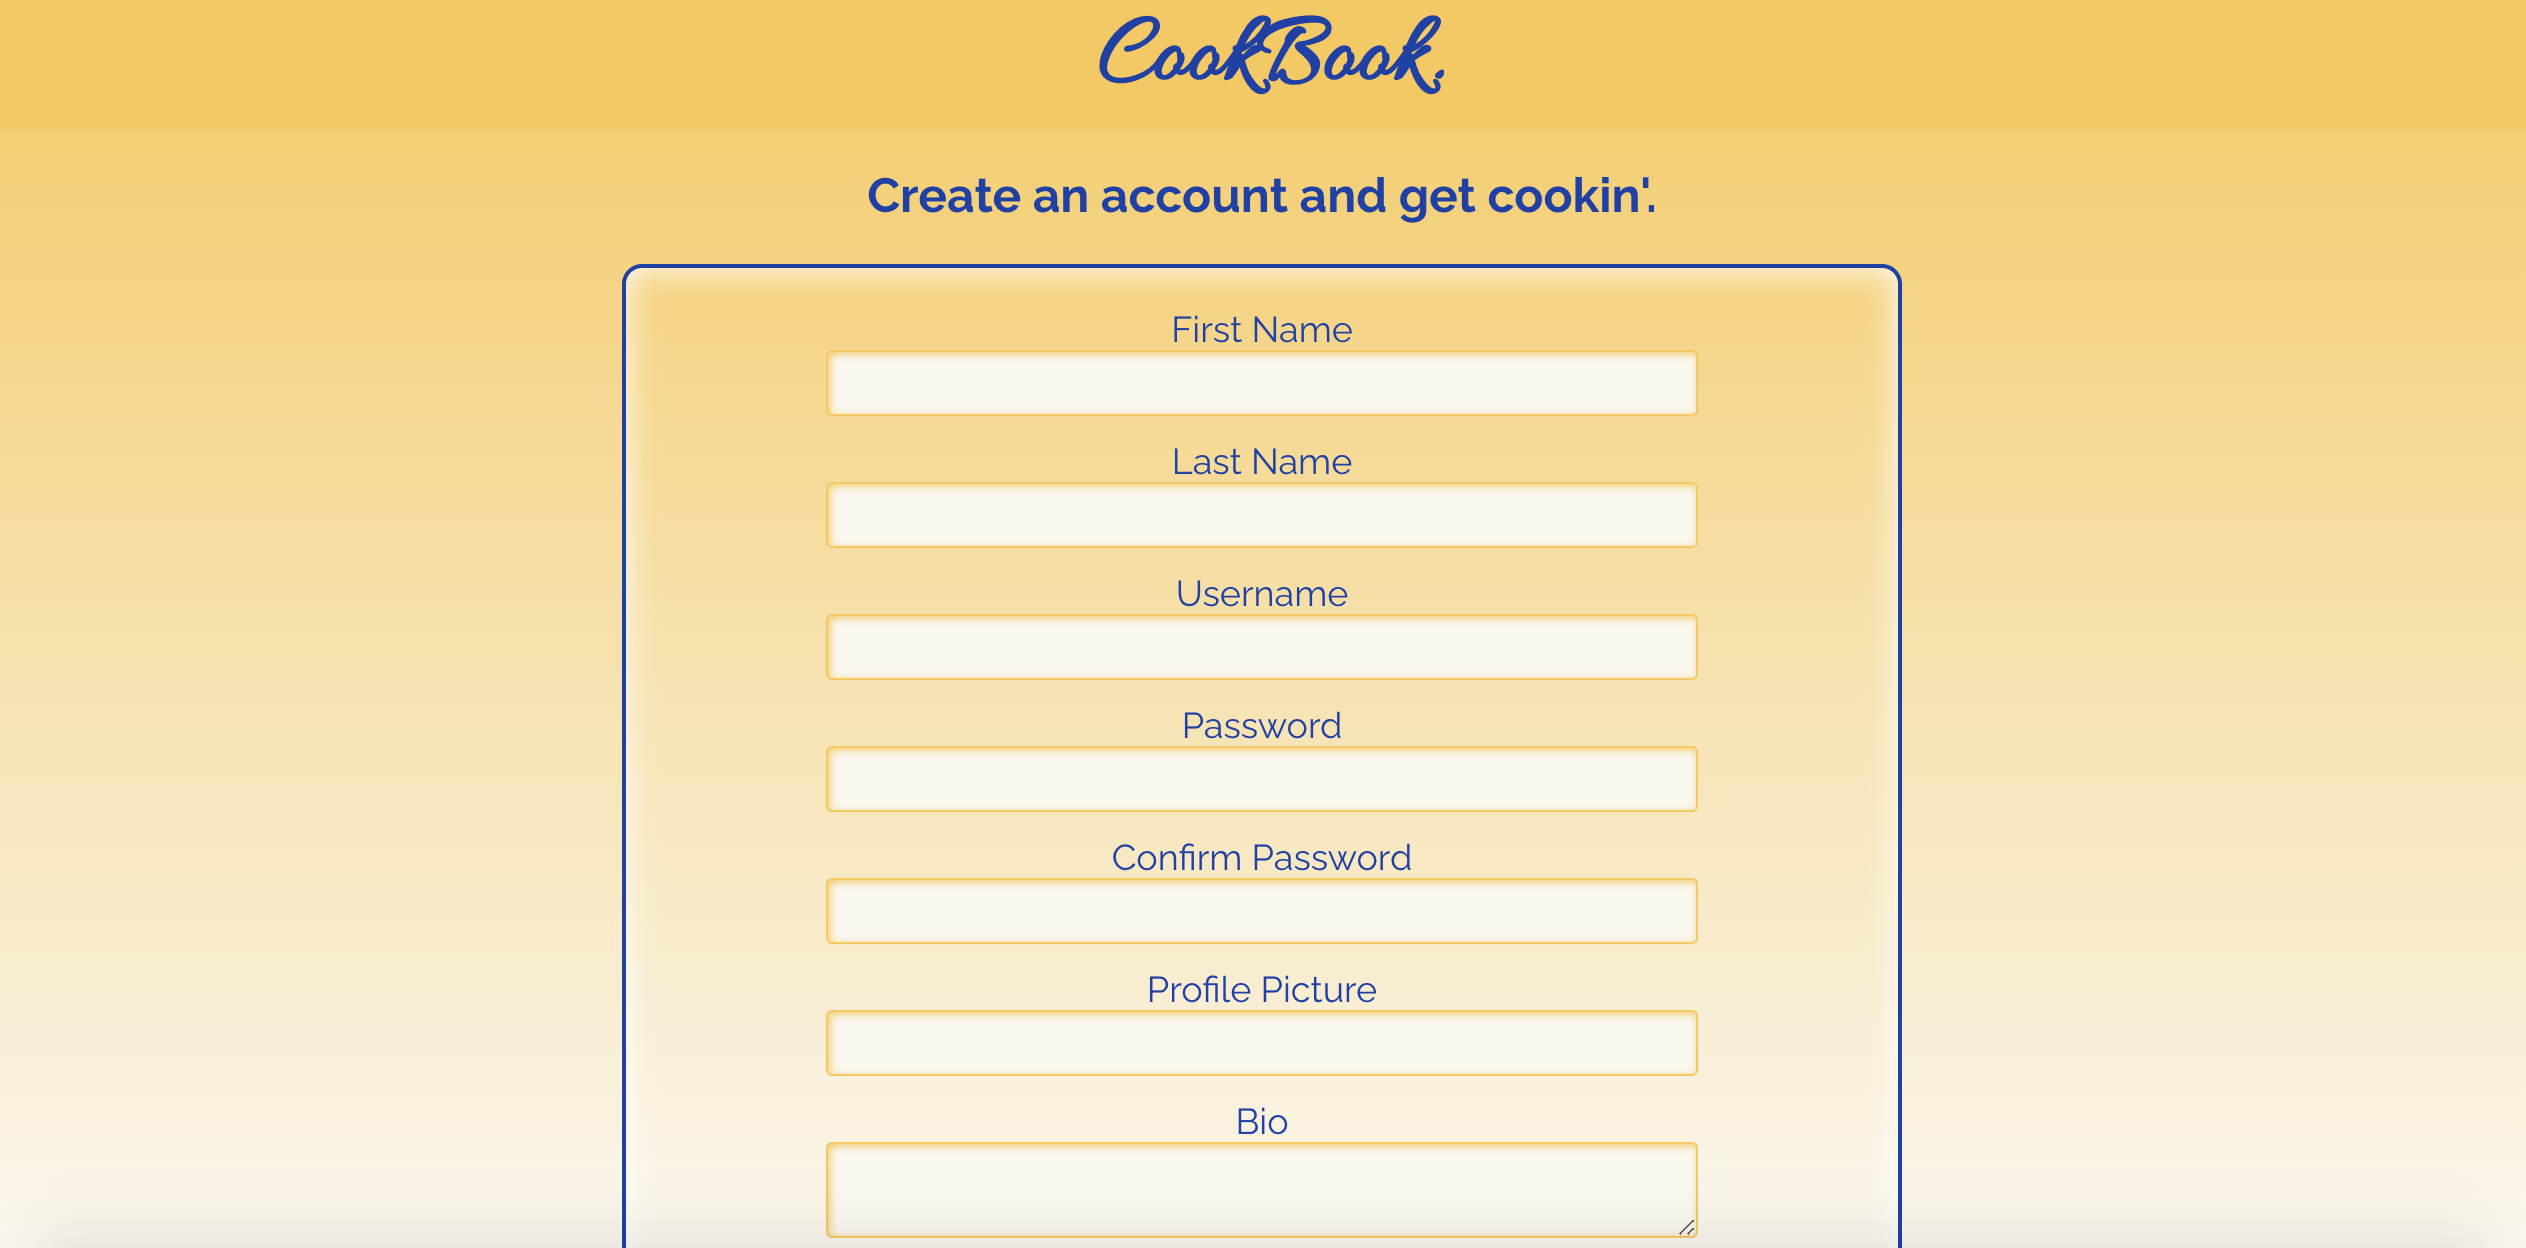 CookBook.
Create an account and get cookin'.
First Name
Last Name
Username
Password
Confirm Password
Profile Picture
Bio